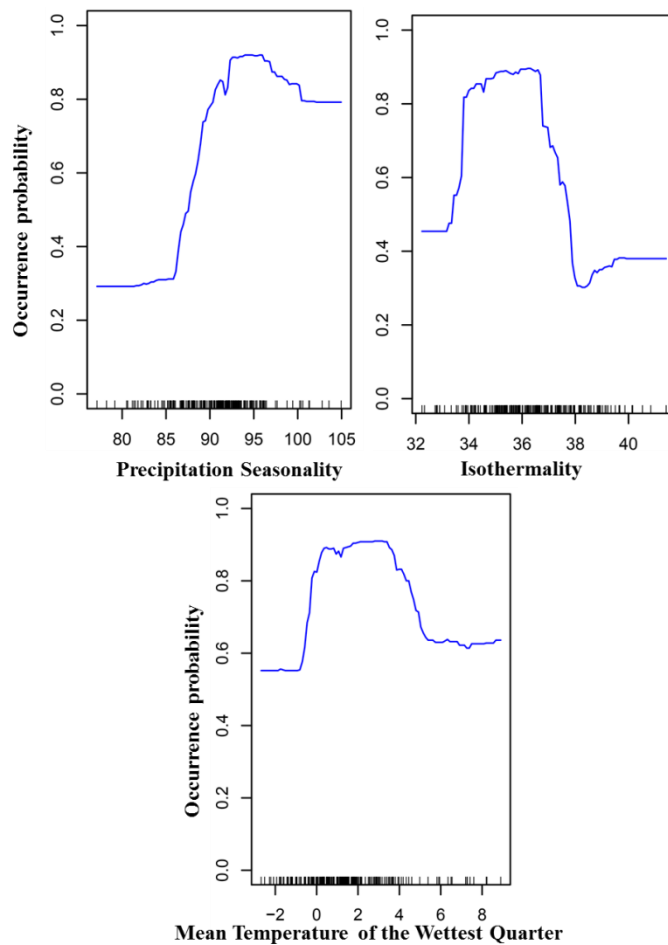 Occurrence probability
0.0 0.2 0.4 0.6 0.8 1.0
80 85 90 95 100 105
Precipitation Seasonality
0.0 0.2 0.4 0.6 0.8 1.0
32 34 36 38 40
Isothermality
Occurrence probability
0.0 0.2 0.4 0.6 0.8 1.0
−2 0 2 4 6 8
Mean Temperature of the Wettest Quarter